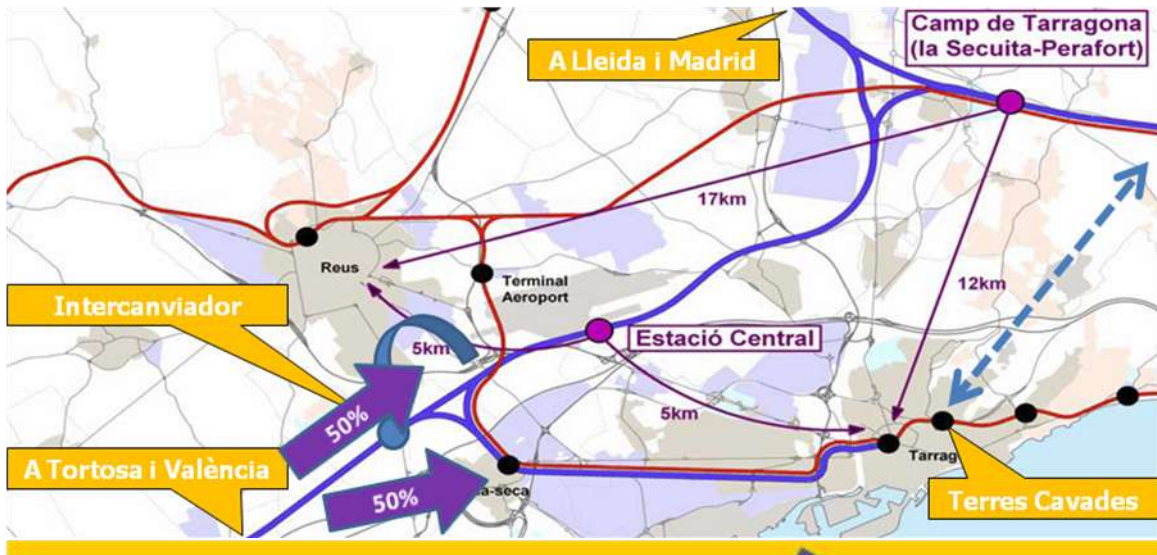 Camp de Tarragona
(la Secuita-Perafort)
A Lleida i Madrid
17km
Reus
Terminal
Aeroport
12km
Intercanviador
Estació Central
5km
50%
5km
A Tortosa i València
Tarrag
50%
a-seca
Terres Cavades